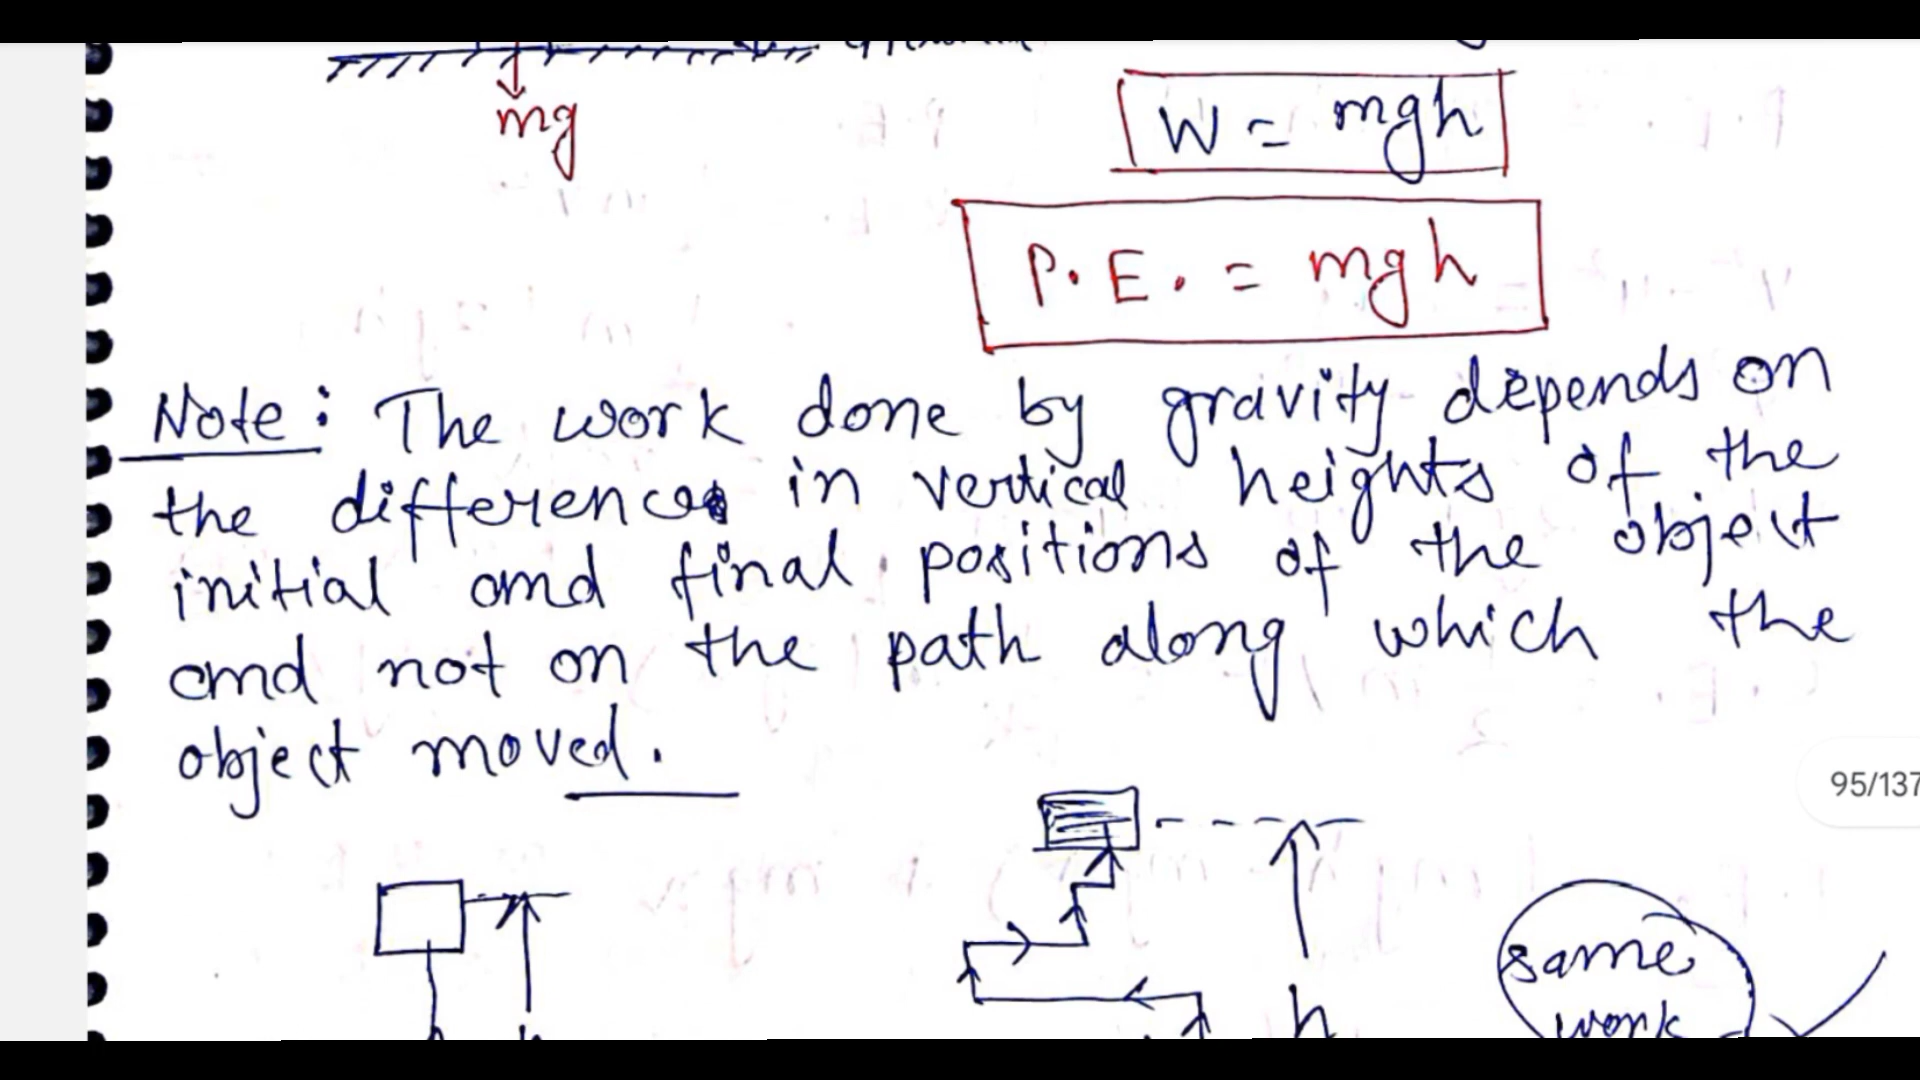 mg
W = mgh
P.E. = mgh
Note: The work done by gravity depends on
the difference in vertical heights of the
initial and final positions of the object
and not on the path along which the
object moved.
95/137
h
same
work